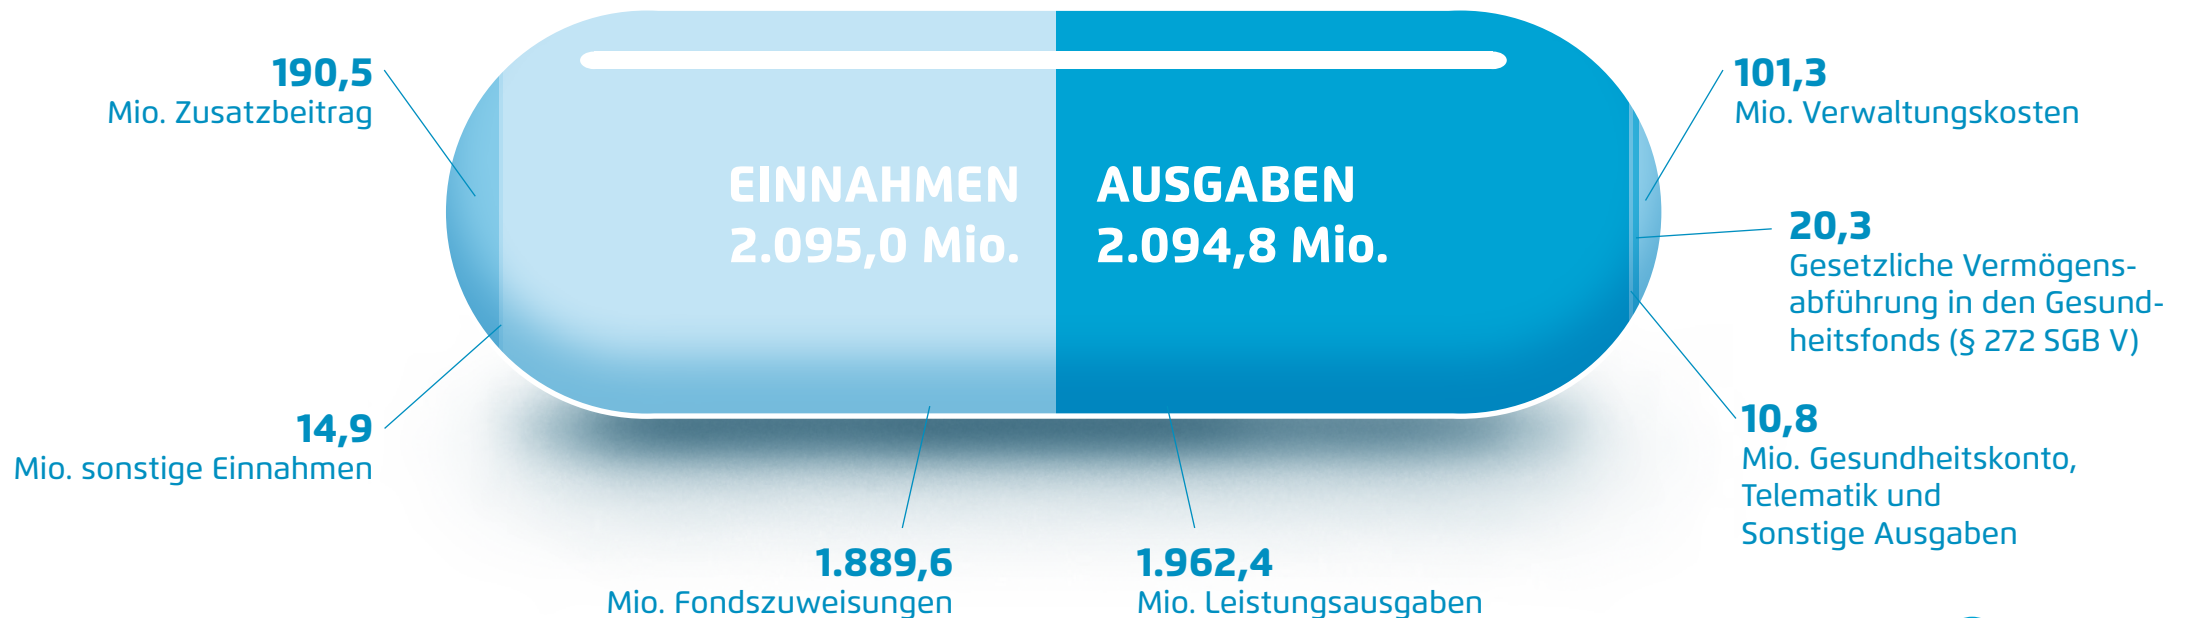 190,5
Mio. Zusatzbeitrag
14,9
Mio. sonstige Einnahmen
EINNAHMEN
2.095,0 Mio.
1.889,6
Mio. Fondszuweisungen
AUSGABEN
2.094,8 Mio.
1.962,4
Mio. Leistungsausgaben
101,3
Mio. Verwaltungskosten
20,3
Gesetzliche Vermögens-
abführung in den Gesund-
heitsfonds (§ 272 SGB V)
10,8
Mio. Gesundheitskonto,
Telematik und
Sonstige Ausgaben